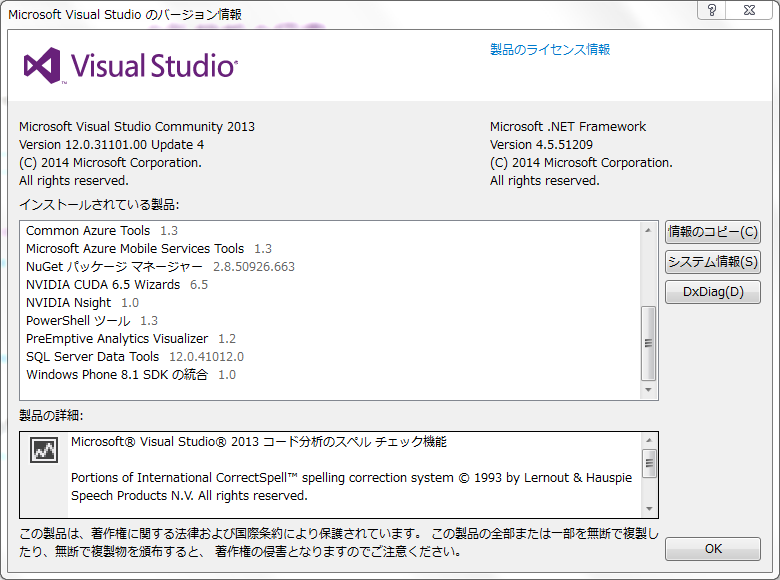 Microsoft Visual Studio のバージョン情報
Visual Studio®
製品のライセンス情報
Microsoft Visual Studio Community 2013
Version 12.0.31101.00 Update 4
(C) 2014 Microsoft Corporation.
All rights reserved.
Microsoft .NET Framework
Version 4.5.51209
(C) 2014 Microsoft Corporation.
All rights reserved.
インストールされている製品:
Common Azure Tools 1.3
Microsoft Azure Mobile Services Tools 1.3
NuGet パッケージ マネージャー 2.8.50926.663
NVIDIA CUDA 6.5 Wizards 6.5
NVIDIA Nsight 1.0
PowerShell ツール 1.3
PreEmptive Analytics Visualizer 1.2
SQL Server Data Tools 12.0.41012.0
Windows Phone 8.1 SDK の統合 1.0
情報のコピー(C)
システム情報(S)
DxDiag(D)
製品の詳細:
Microsoft® Visual Studio® 2013 コード分析のスペル チェック機能
Portions of International CorrectSpell™ spelling correction system © 1993 by Lernout & Hauspie
Speech Products N.V. All rights reserved.
この製品は、著作権に関する法律および国際条約により保護されています。 この製品の全部または一部を無断で複製し
たり、無断で複製物を頒布すると、 著作権の侵害となりますのでご注意ください。
OK